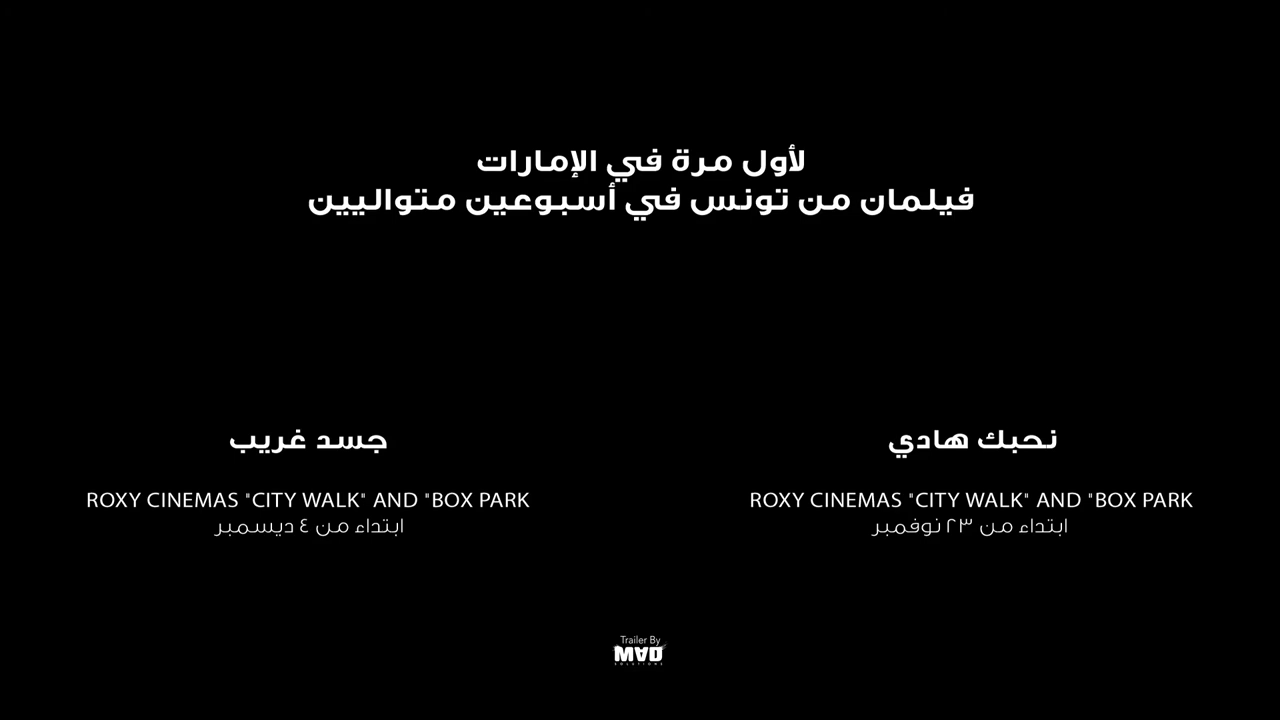 لأول مرة في الإمارات
فيلمان من تونس في أسبوعين متواليين
نحبك هادي
ROXY CINEMAS "CITY WALK" AND "BOX PARK
ابتداء من ٢٣ نوفمبر
جسد غريب
ROXY CINEMAS "CITY WALK" AND "BOX PARK
ابتداء من ٤ ديسمبر
Trailer By
MAD
SOLUTIONS